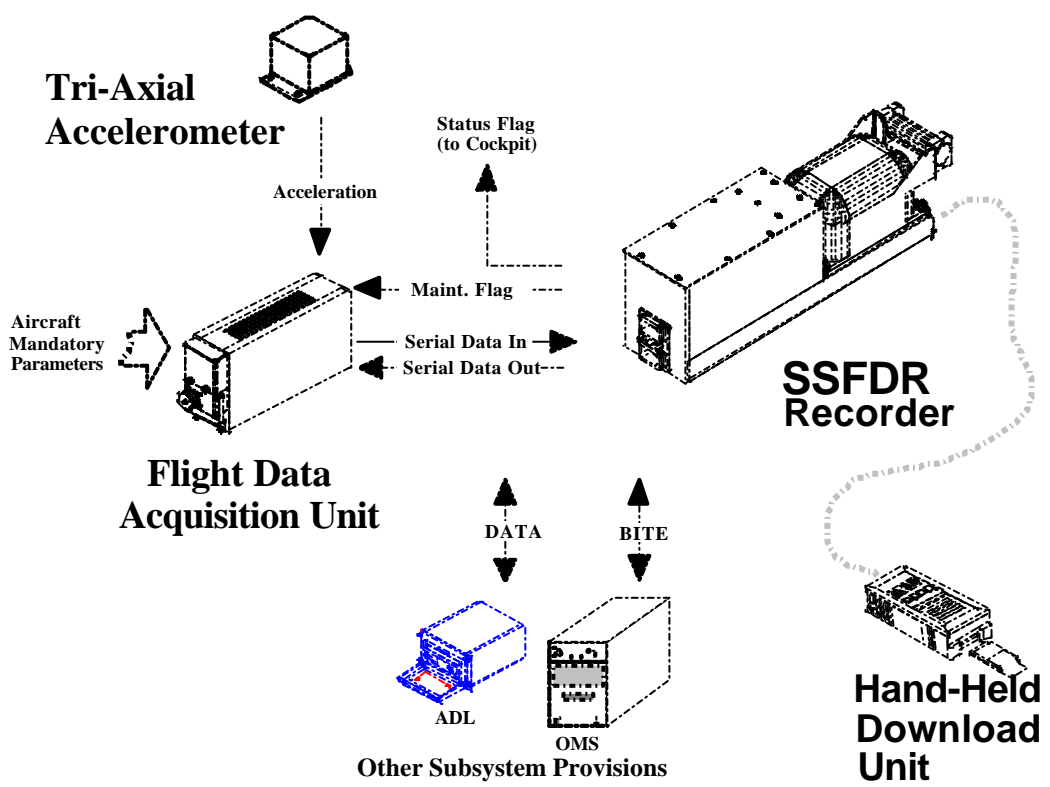 Tri-Axial
Accelerometer
Status Flag
(to Cockpit)
Acceleration
Maint. Flag
Aircraft
Mandatory
Parameters
Serial Data In
Serial Data Out
SSFDR
Recorder
Flight Data
Acquisition Unit
DATA
BITE
ADL
OMS
Other Subsystem Provisions
Hand-Held
Download
Unit